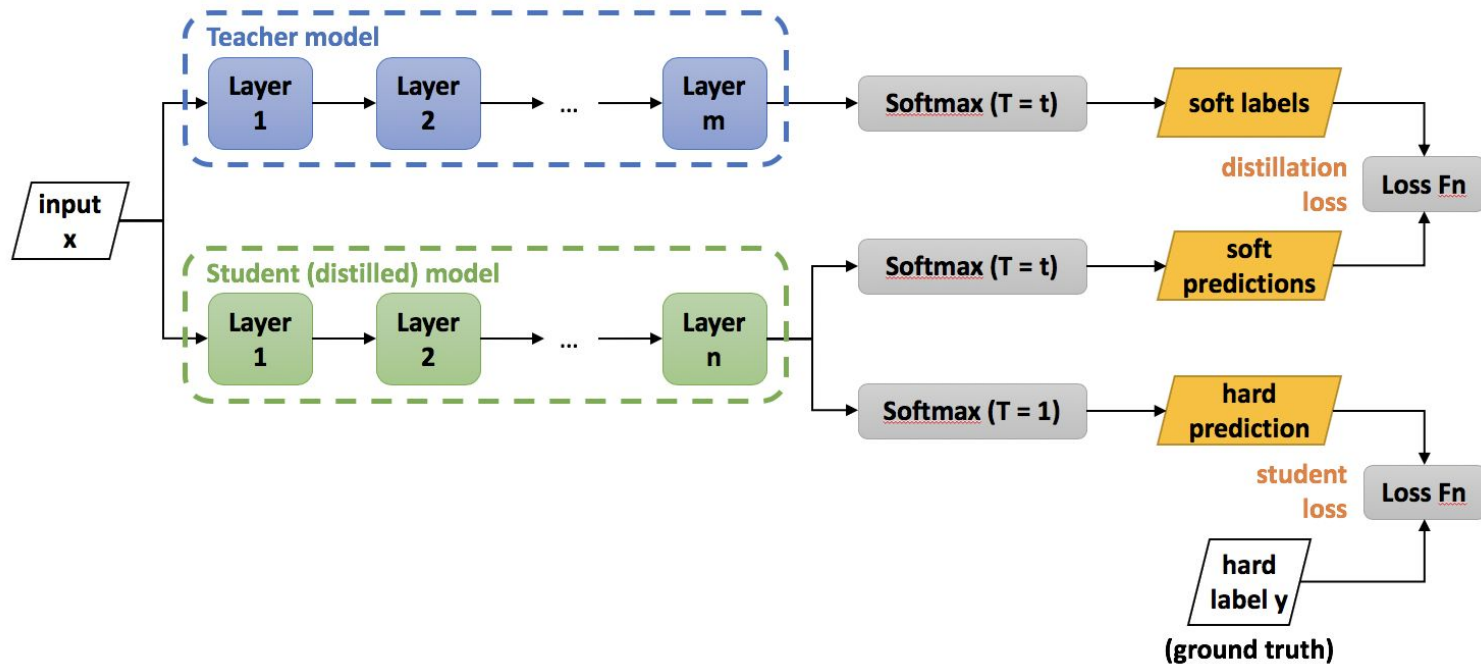 Teacher model
Layer
1
Layer
2
...
Layer
m
Softmax (T = t)
soft labels
input
x
distillation
loss
Loss Fn
Student (distilled) model
Layer
1
Layer
2
...
Layer
n
Softmax (T = t)
soft
predictions
Softmax (T = 1)
hard
prediction
student
loss
Loss Fn
hard
label y
(ground truth)